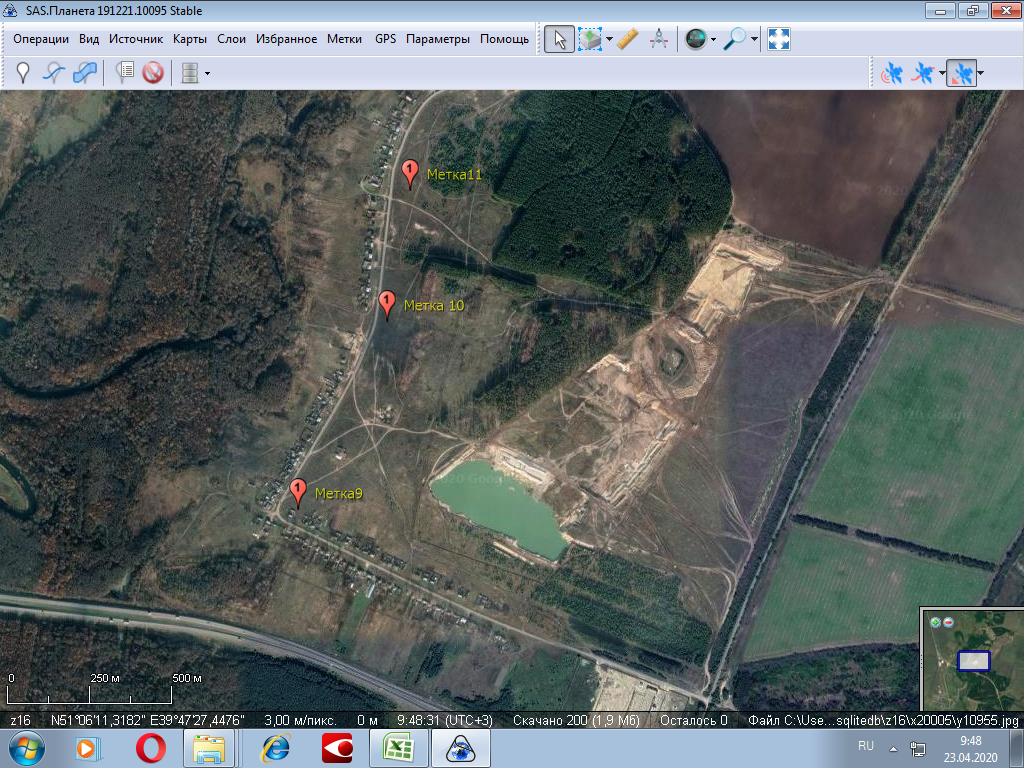 SAS.Планета 191221.10095 Stable
Операции Вид Источник Карты Слои Избранное Метки GPS Параметры Помощь
1 Метка11
1 Метка 10
1 Метка9
0 250 м 500 м
z16 N51°06'11,3182" E39°47'27,4476" 3,00 м/пикс. 0 м 9:48:31 (UTC+3) Скачано 200 (1,9 Мб) Осталось 0 Файл C:\Use...sqlitedb\z16\x20005\y10955.jpg
RU 9:48
23.04.2020